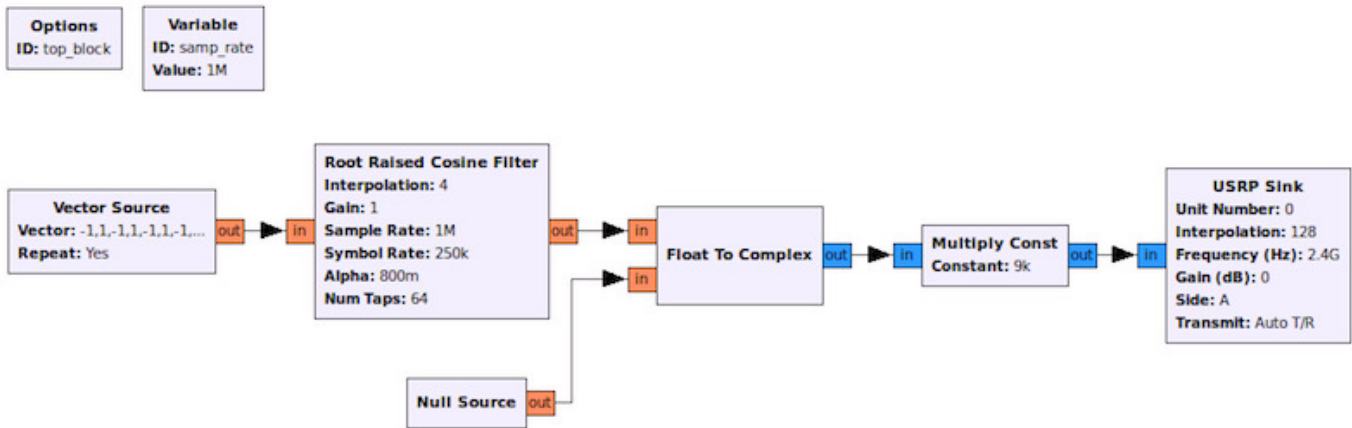 Options
ID: top_block
Variable
ID: samp_rate
Value: 1M
Vector Source
Vector: -1,1,-1,1,-1,1,-1,...
Repeat: Yes
out
in
Root Raised Cosine Filter
Interpolation: 4
Gain: 1
Sample Rate: 1M
Symbol Rate: 250k
Alpha: 800m
Num Taps: 64
out
Null Source
out
in
in
Float To Complex
out
in
Multiply Const
Constant: 9k
out
in
USRP Sink
Unit Number: 0
Interpolation: 128
Frequency (Hz): 2.4G
Gain (dB): 0
Side: A
Transmit: Auto T/R